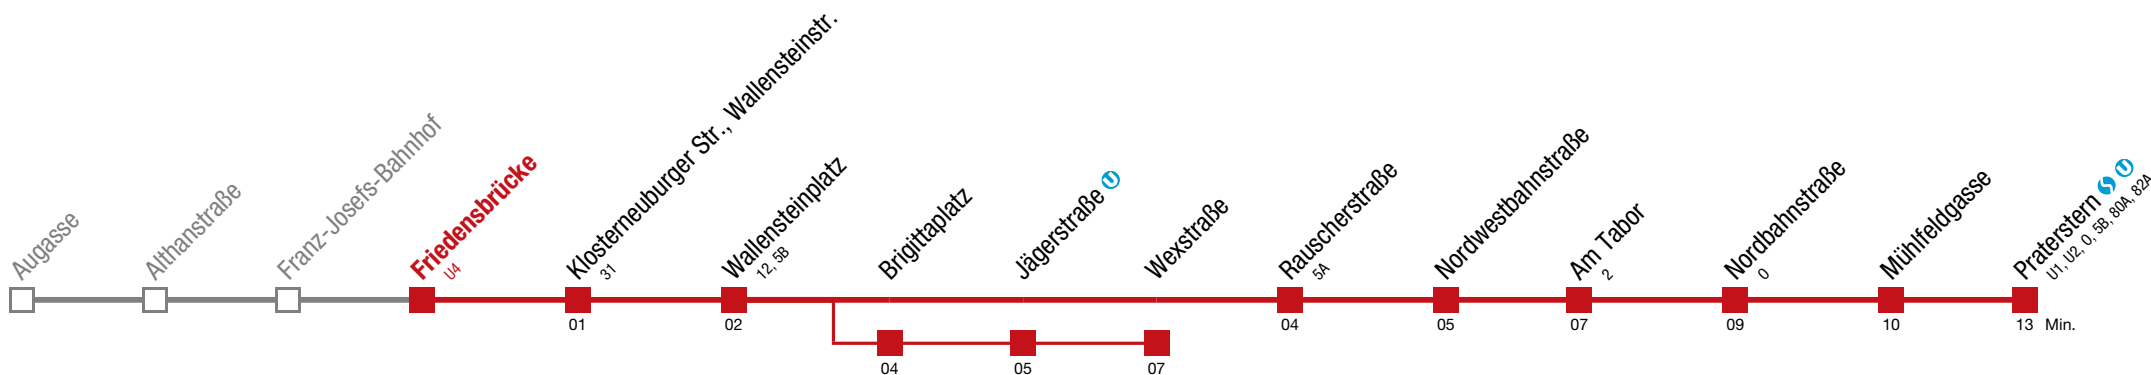 Augasse
Althanstraße
Franz-Josefs-Bahnhof
Friedensbrücke
U4
Klosterneuburger Str., Wallensteinstr.
31
Wallensteinplatz
12, 5B
Brigittaplatz
Jägerstraße U
Wexstraße
Rauscherstraße
5A
Nordwestbahnstraße
Am Tabor
2
Nordbahnstraße
O
Mühlfeldgasse
Praterstern S U
U1, U2, O, 5B, 80A, 82A
01
02
04
05
07
09
10
13
Min.
04
05
07